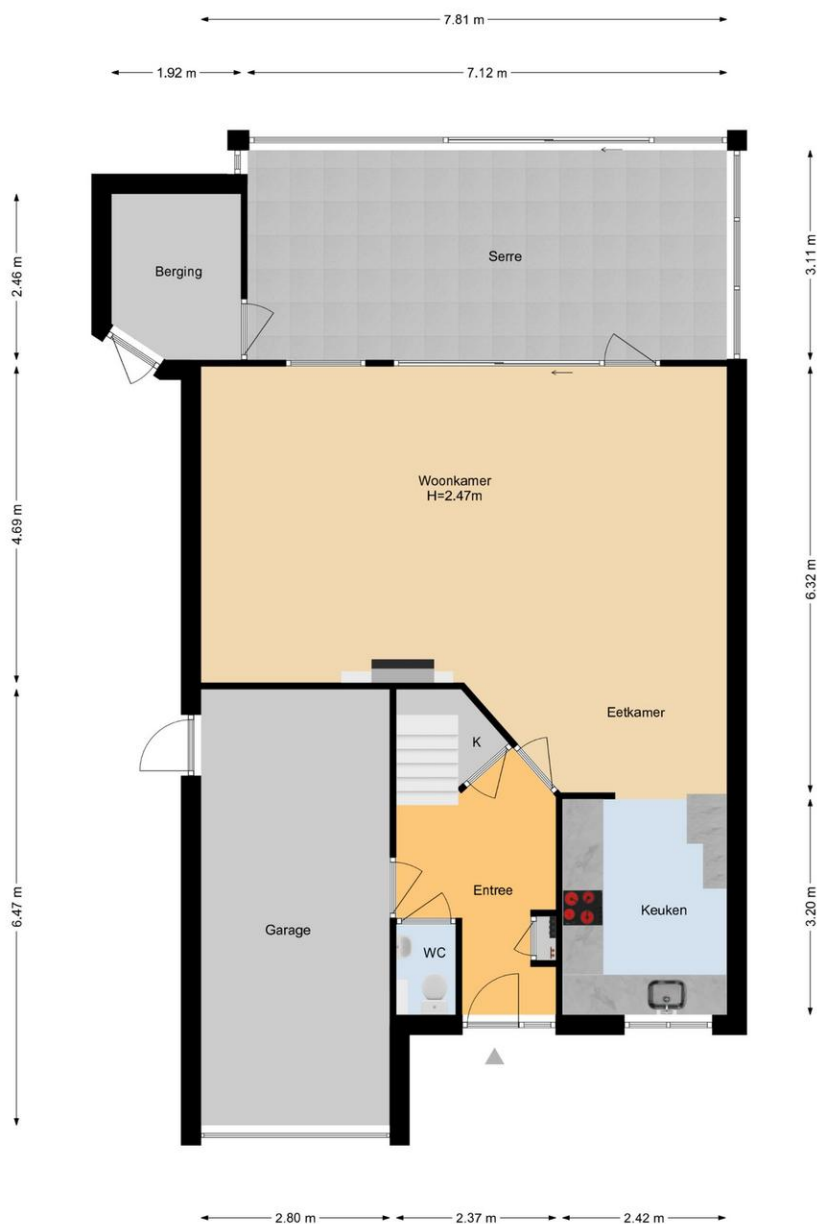 7.81 m
1.92 m
7.12 m
2.46 m
3.11 m
Berging
Serre
Woonkamer
H=2.47m
4.69 m
6.32 m
Eetkamer
K
Entree
Keuken
Garage
WC
6.47 m
3.20 m
2.80 m
2.37 m
2.42 m